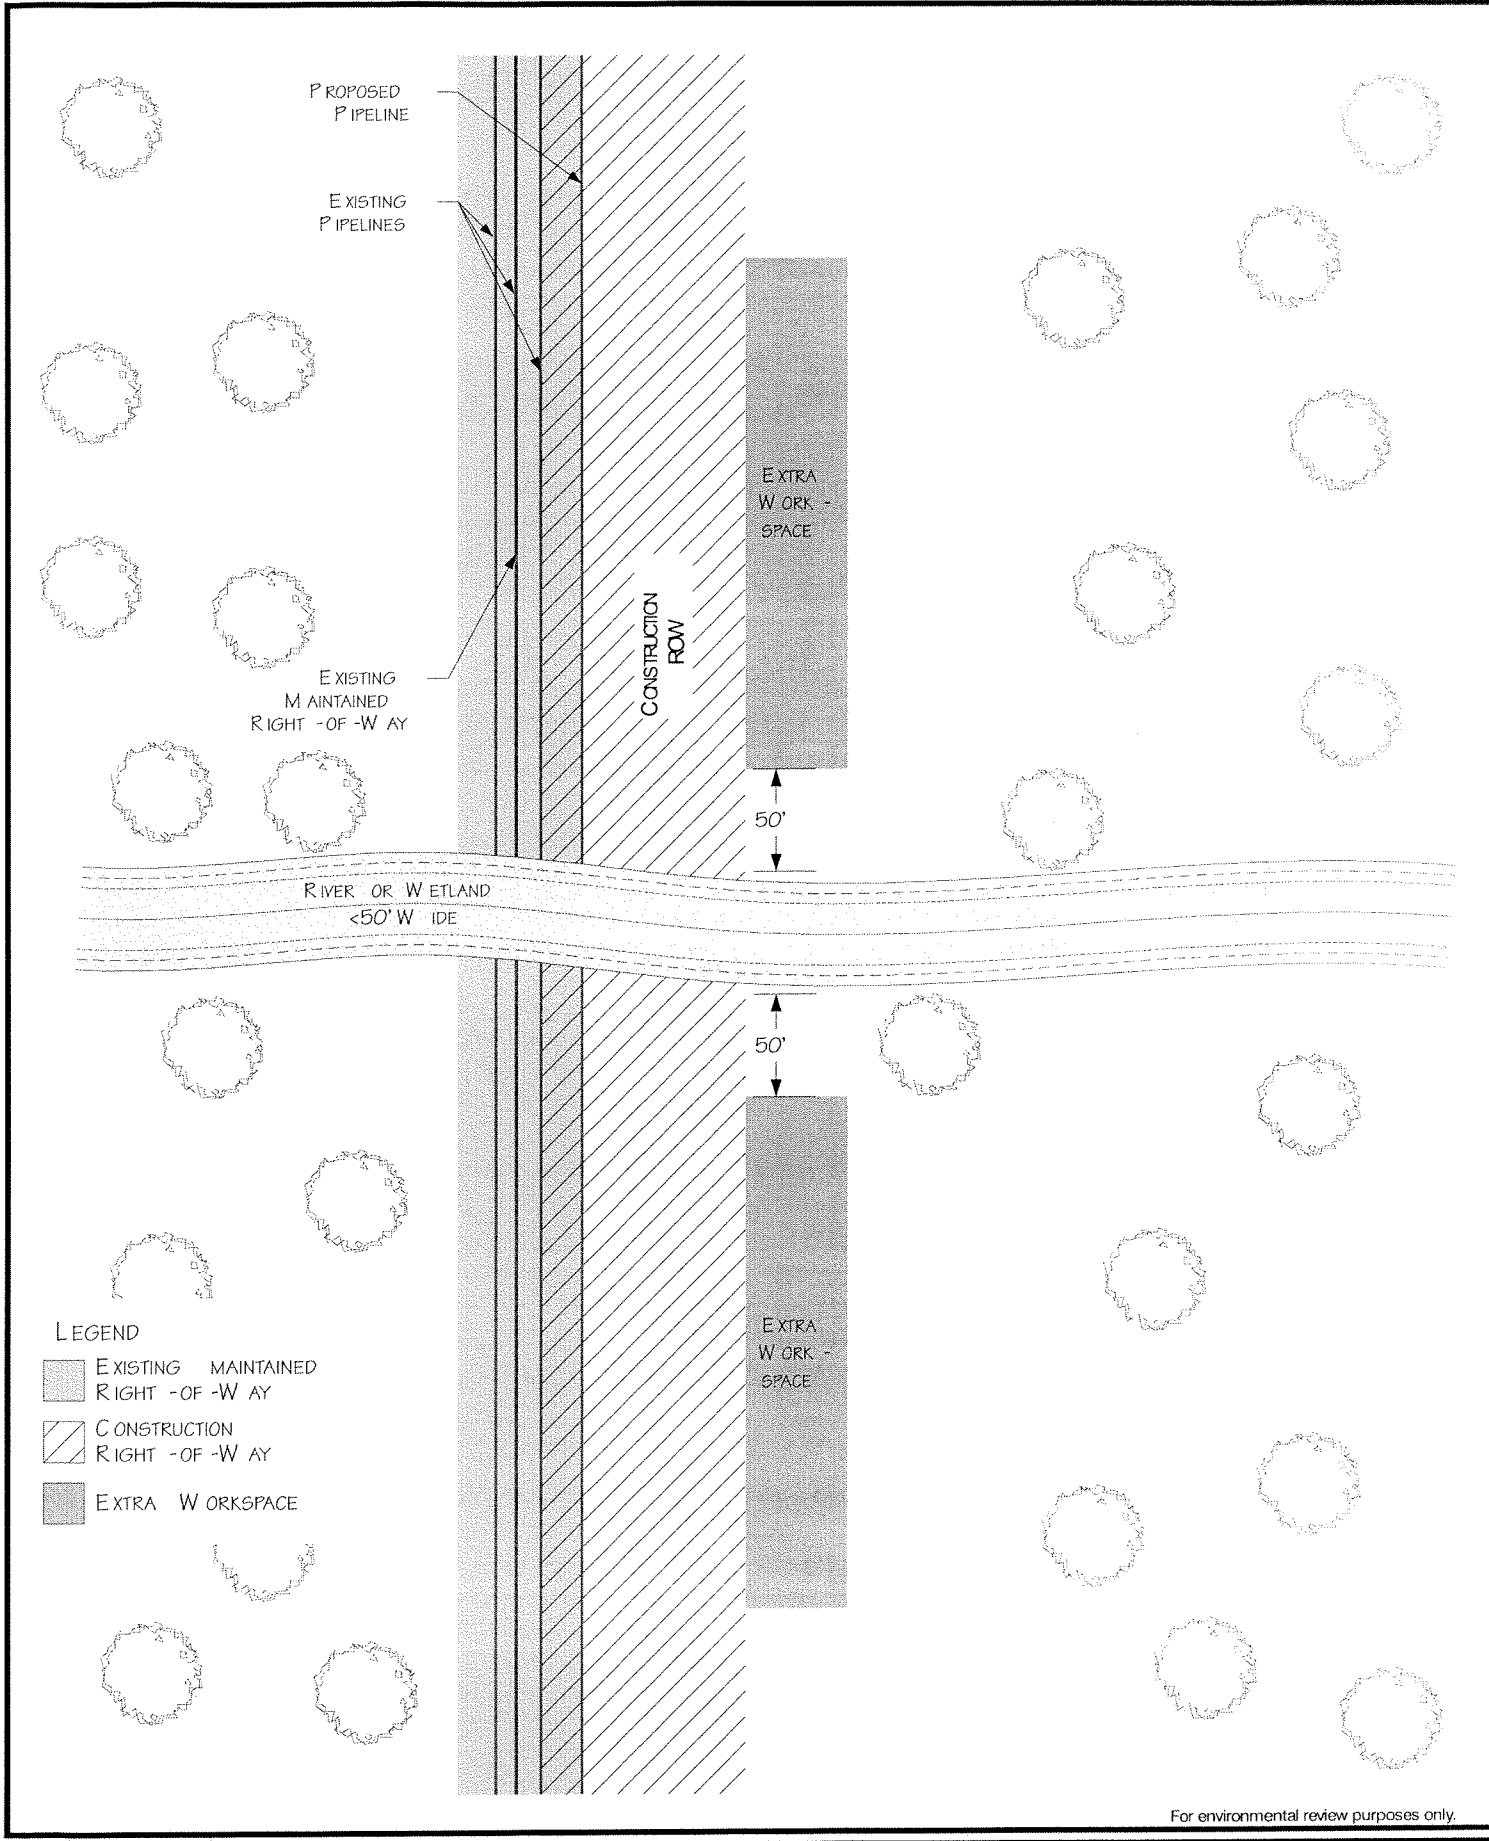 PROPOSED
PIPELINE
EXISTING
PIPELINES
EXTRA
WORK-
SPACE
CONSTRUCTION
ROW
EXISTING
MAINTAINED
RIGHT-OF-WAY
50'
RIVER OR WETLAND
<50' WIDE
50'
EXTRA
WORK-
SPACE
LEGEND
EXISTING MAINTAINED
RIGHT-OF-WAY
CONSTRUCTION
RIGHT-OF-WAY
EXTRA WORKSPACE
For environmental review purposes only.